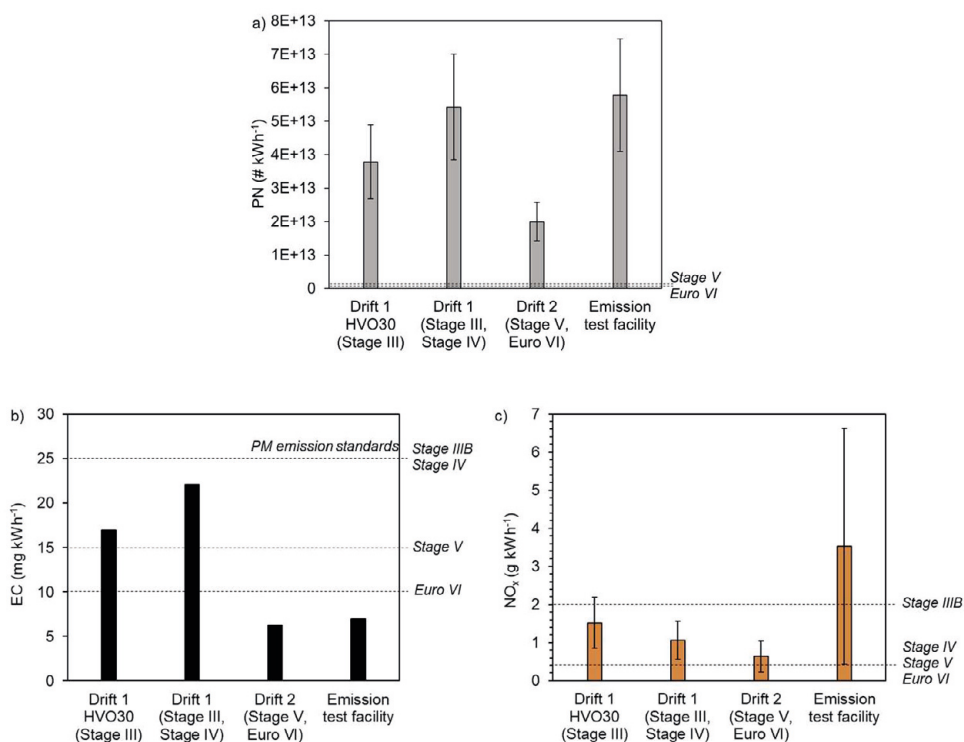 a)
8E+13
7E+13
6E+13
5E+13
4E+13
3E+13
2E+13
1E+13
0
PN (# kWh⁻¹)
Stage V
Euro VI
Drift 1
HVO30
(Stage III)
Drift 1
(Stage III,
Stage IV)
Drift 2
(Stage V,
Euro VI)
Emission
test facility
b)
30
25
20
15
10
5
0
EC (mg kWh⁻¹)
PM emission standards
Stage IIIB
Stage IV
Stage V
Euro VI
Drift 1
HVO30
(Stage III)
Drift 1
(Stage III,
Stage IV)
Drift 2
(Stage V,
Euro VI)
Emission
test facility
c)
7
6
5
4
3
2
1
0
NOₓ (g kWh⁻¹)
Stage IIIB
Stage IV
Stage V
Euro VI
Drift 1
HVO30
(Stage III)
Drift 1
(Stage III,
Stage IV)
Drift 2
(Stage V,
Euro VI)
Emission
test facility